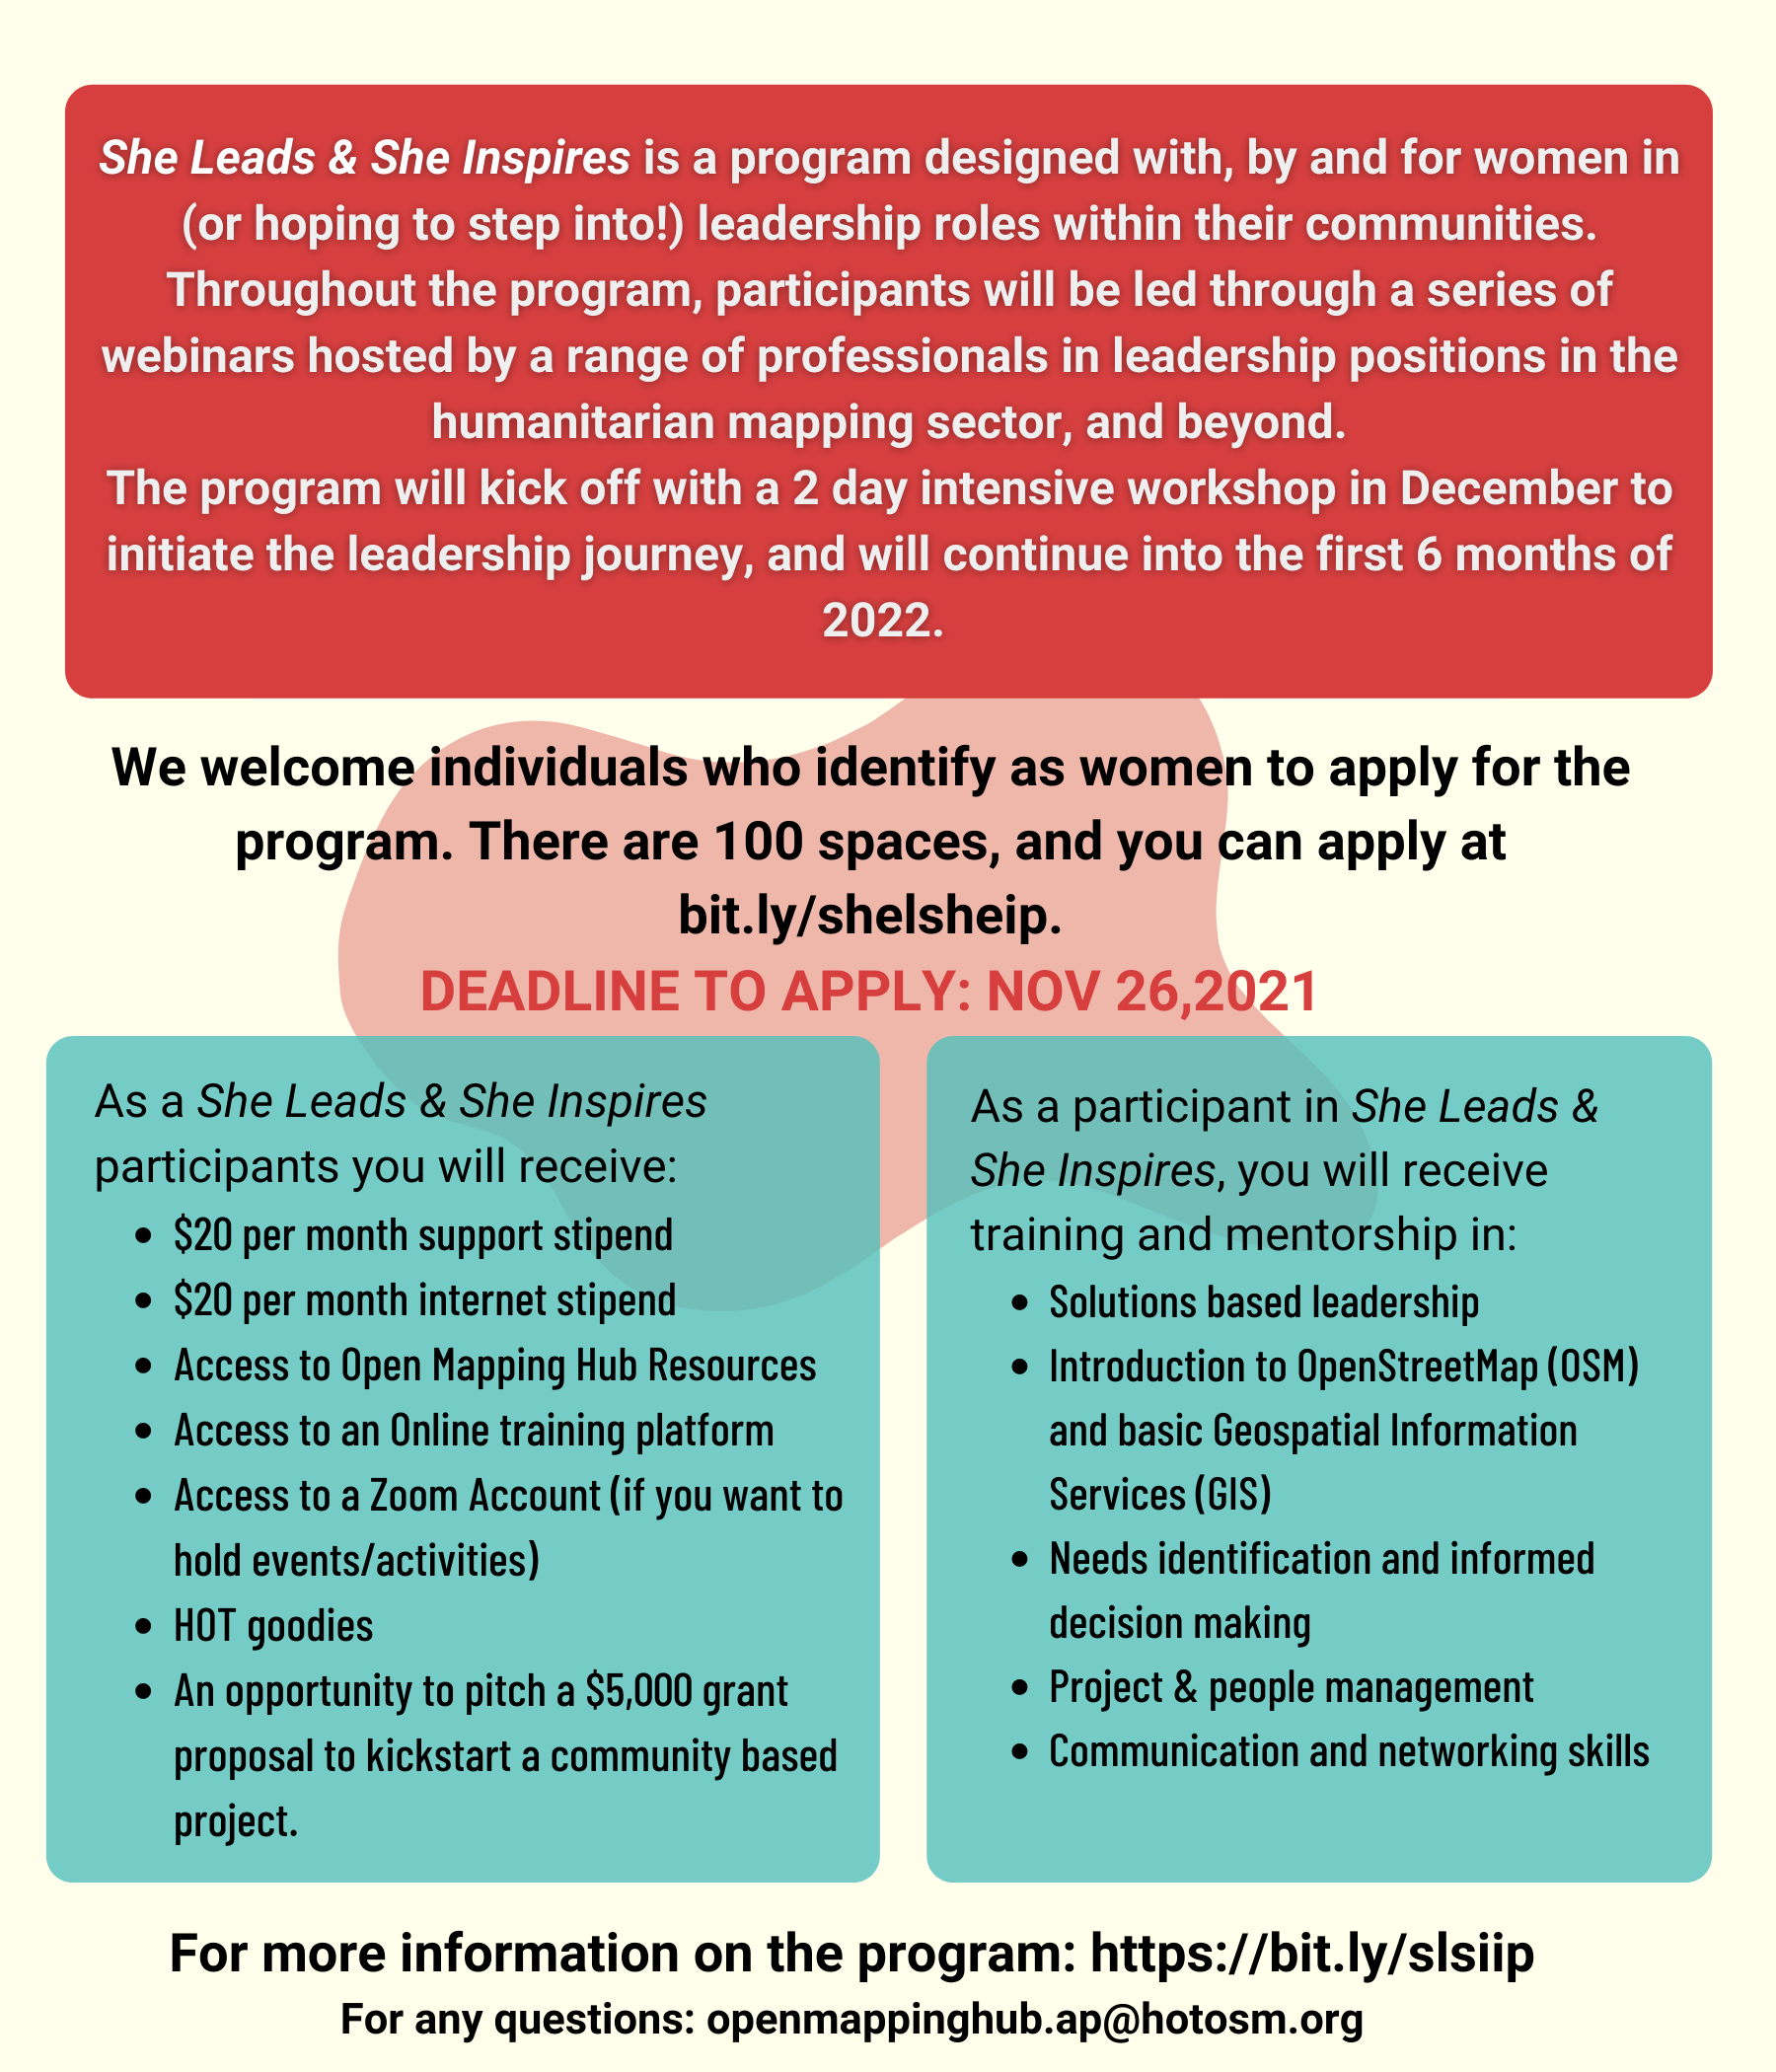 She Leads & She Inspires is a program designed with, by and for women in
(or hoping to step into!) leadership roles within their communities.
Throughout the program, participants will be led through a series of
webinars hosted by a range of professionals in leadership positions in the
humanitarian mapping sector, and beyond.
The program will kick off with a 2 day intensive workshop in December to
initiate the leadership journey, and will continue into the first 6 months of
2022.
We welcome individuals who identify as women to apply for the
program. There are 100 spaces, and you can apply at
bit.ly/shelsheip.
DEADLINE TO APPLY: NOV 26,2021
As a She Leads & She Inspires
participants you will receive:
• $20 per month support stipend
• $20 per month internet stipend
• Access to Open Mapping Hub Resources
• Access to an Online training platform
• Access to a Zoom Account (if you want to
hold events/activities)
• HOT goodies
• An opportunity to pitch a $5,000 grant
proposal to kickstart a community based
project.
As a participant in She Leads &
She Inspires, you will receive
training and mentorship in:
• Solutions based leadership
• Introduction to OpenStreetMap (OSM)
and basic Geospatial Information
Services (GIS)
• Needs identification and informed
decision making
• Project & people management
• Communication and networking skills
For more information on the program: https://bit.ly/slsiip
For any questions: openmappinghub.ap@hotosm.org